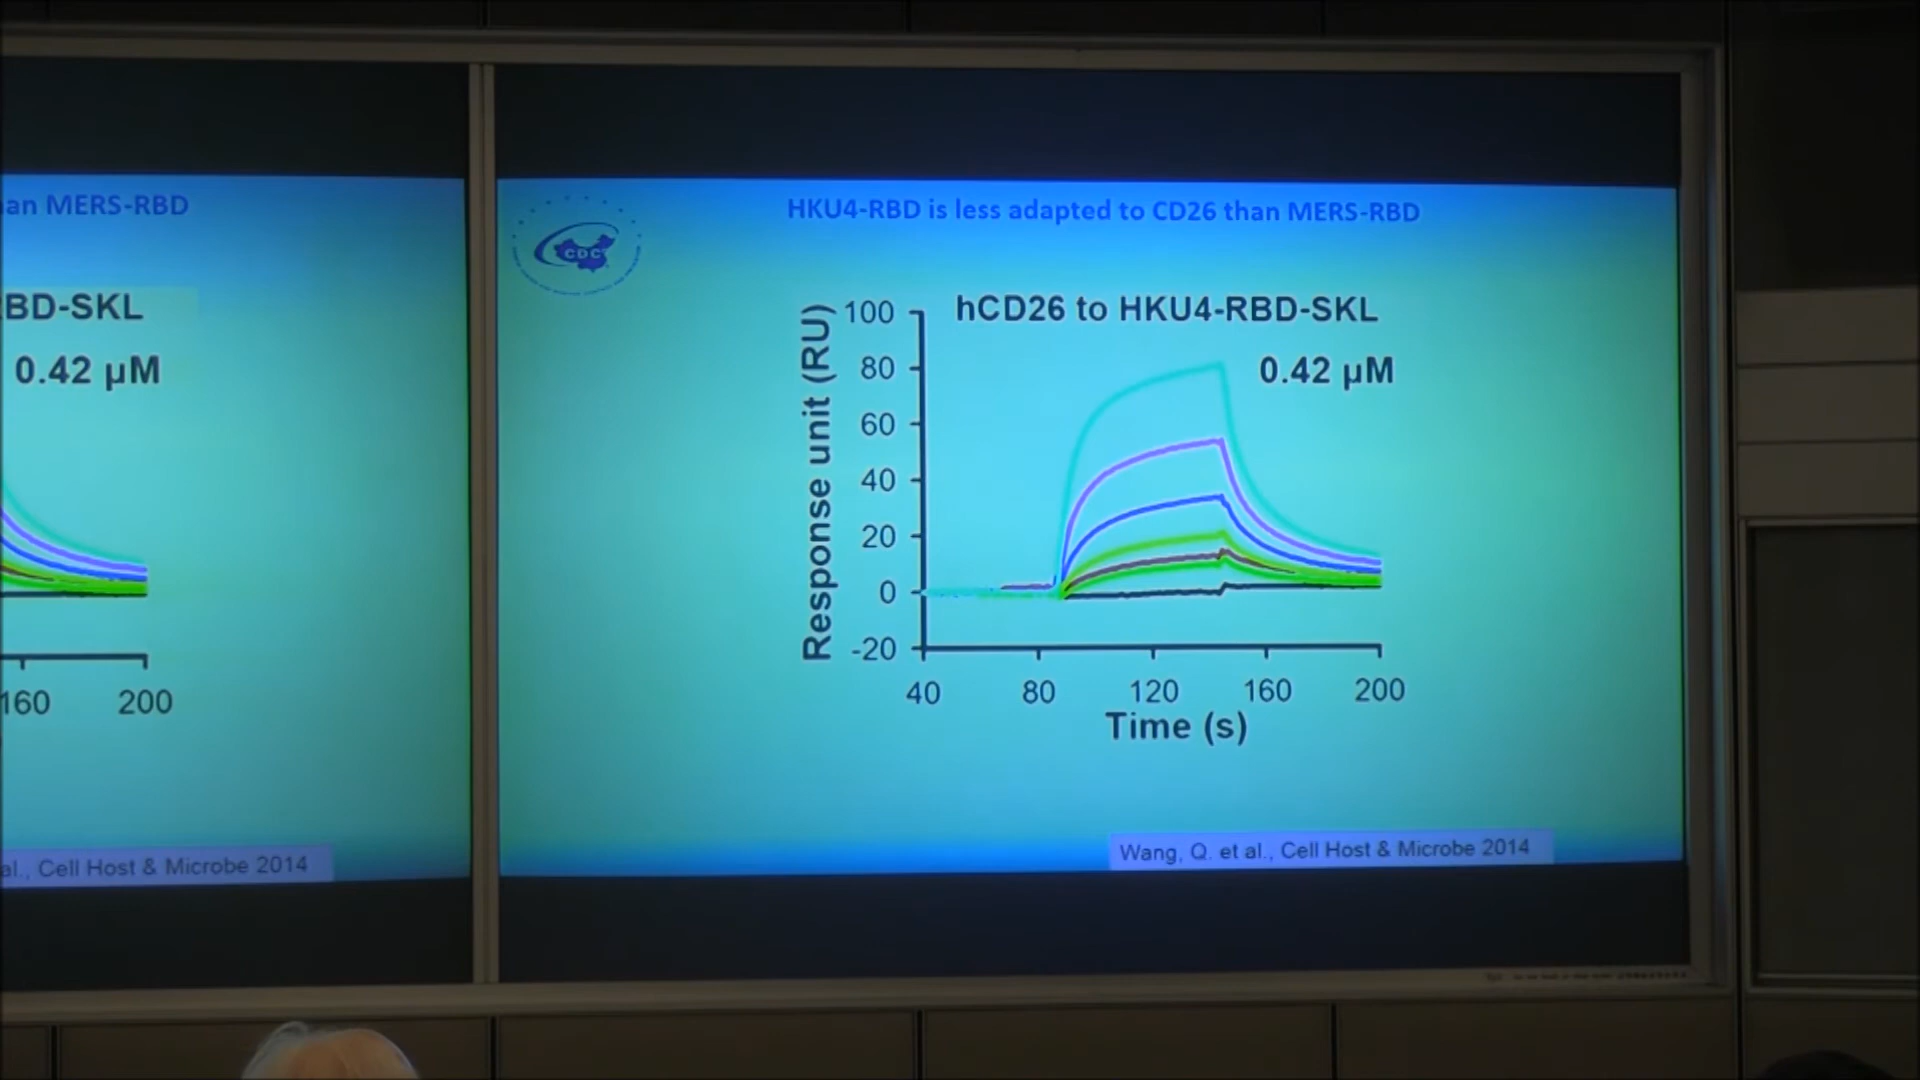 an MERS-RBD
BD-SKL
0.42 µM
160 200
al., Cell Host & Microbe 2014
HKU4-RBD is less adapted to CD26 than MERS-RBD
CDC
hCD26 to HKU4-RBD-SKL
0.42 µM
Response unit (RU)
100
80
60
40
20
0
-20
40 80 120 160 200
Time (s)
Wang, Q. et al., Cell Host & Microbe 2014